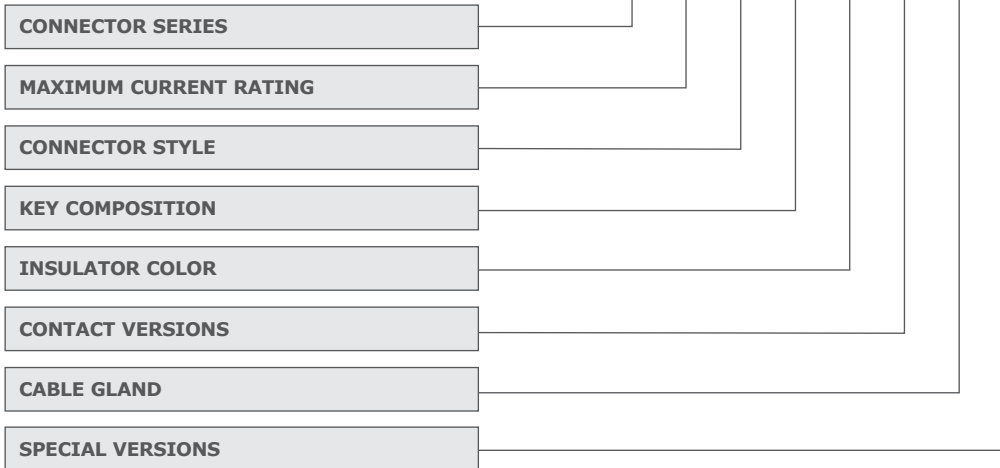 CONNECTOR SERIES
MAXIMUM CURRENT RATING
CONNECTOR STYLE
KEY COMPOSITION
INSULATOR COLOR
CONTACT VERSIONS
CABLE GLAND
SPECIAL VERSIONS